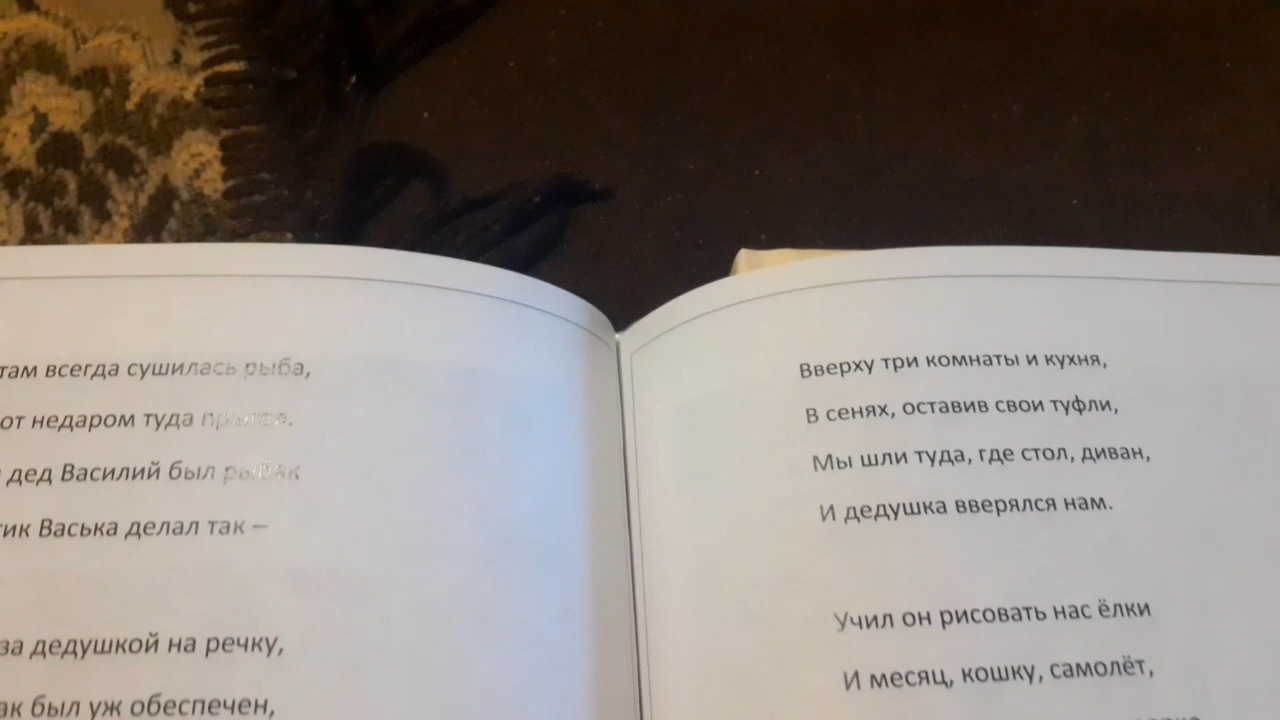 там всегда сушилась рыба,
от недаром туда
дед Василий был рыбак
тик Васька делал так –
за дедушкой на речку,
ак был уж обеспечен,
Вверху три комнаты и кухня,
В сенях, оставив свои туфли,
Мы шли туда, где стол, диван,
И дедушка вверялся нам.
Учил он рисовать нас ёлки
И месяц, кошку, самолёт,